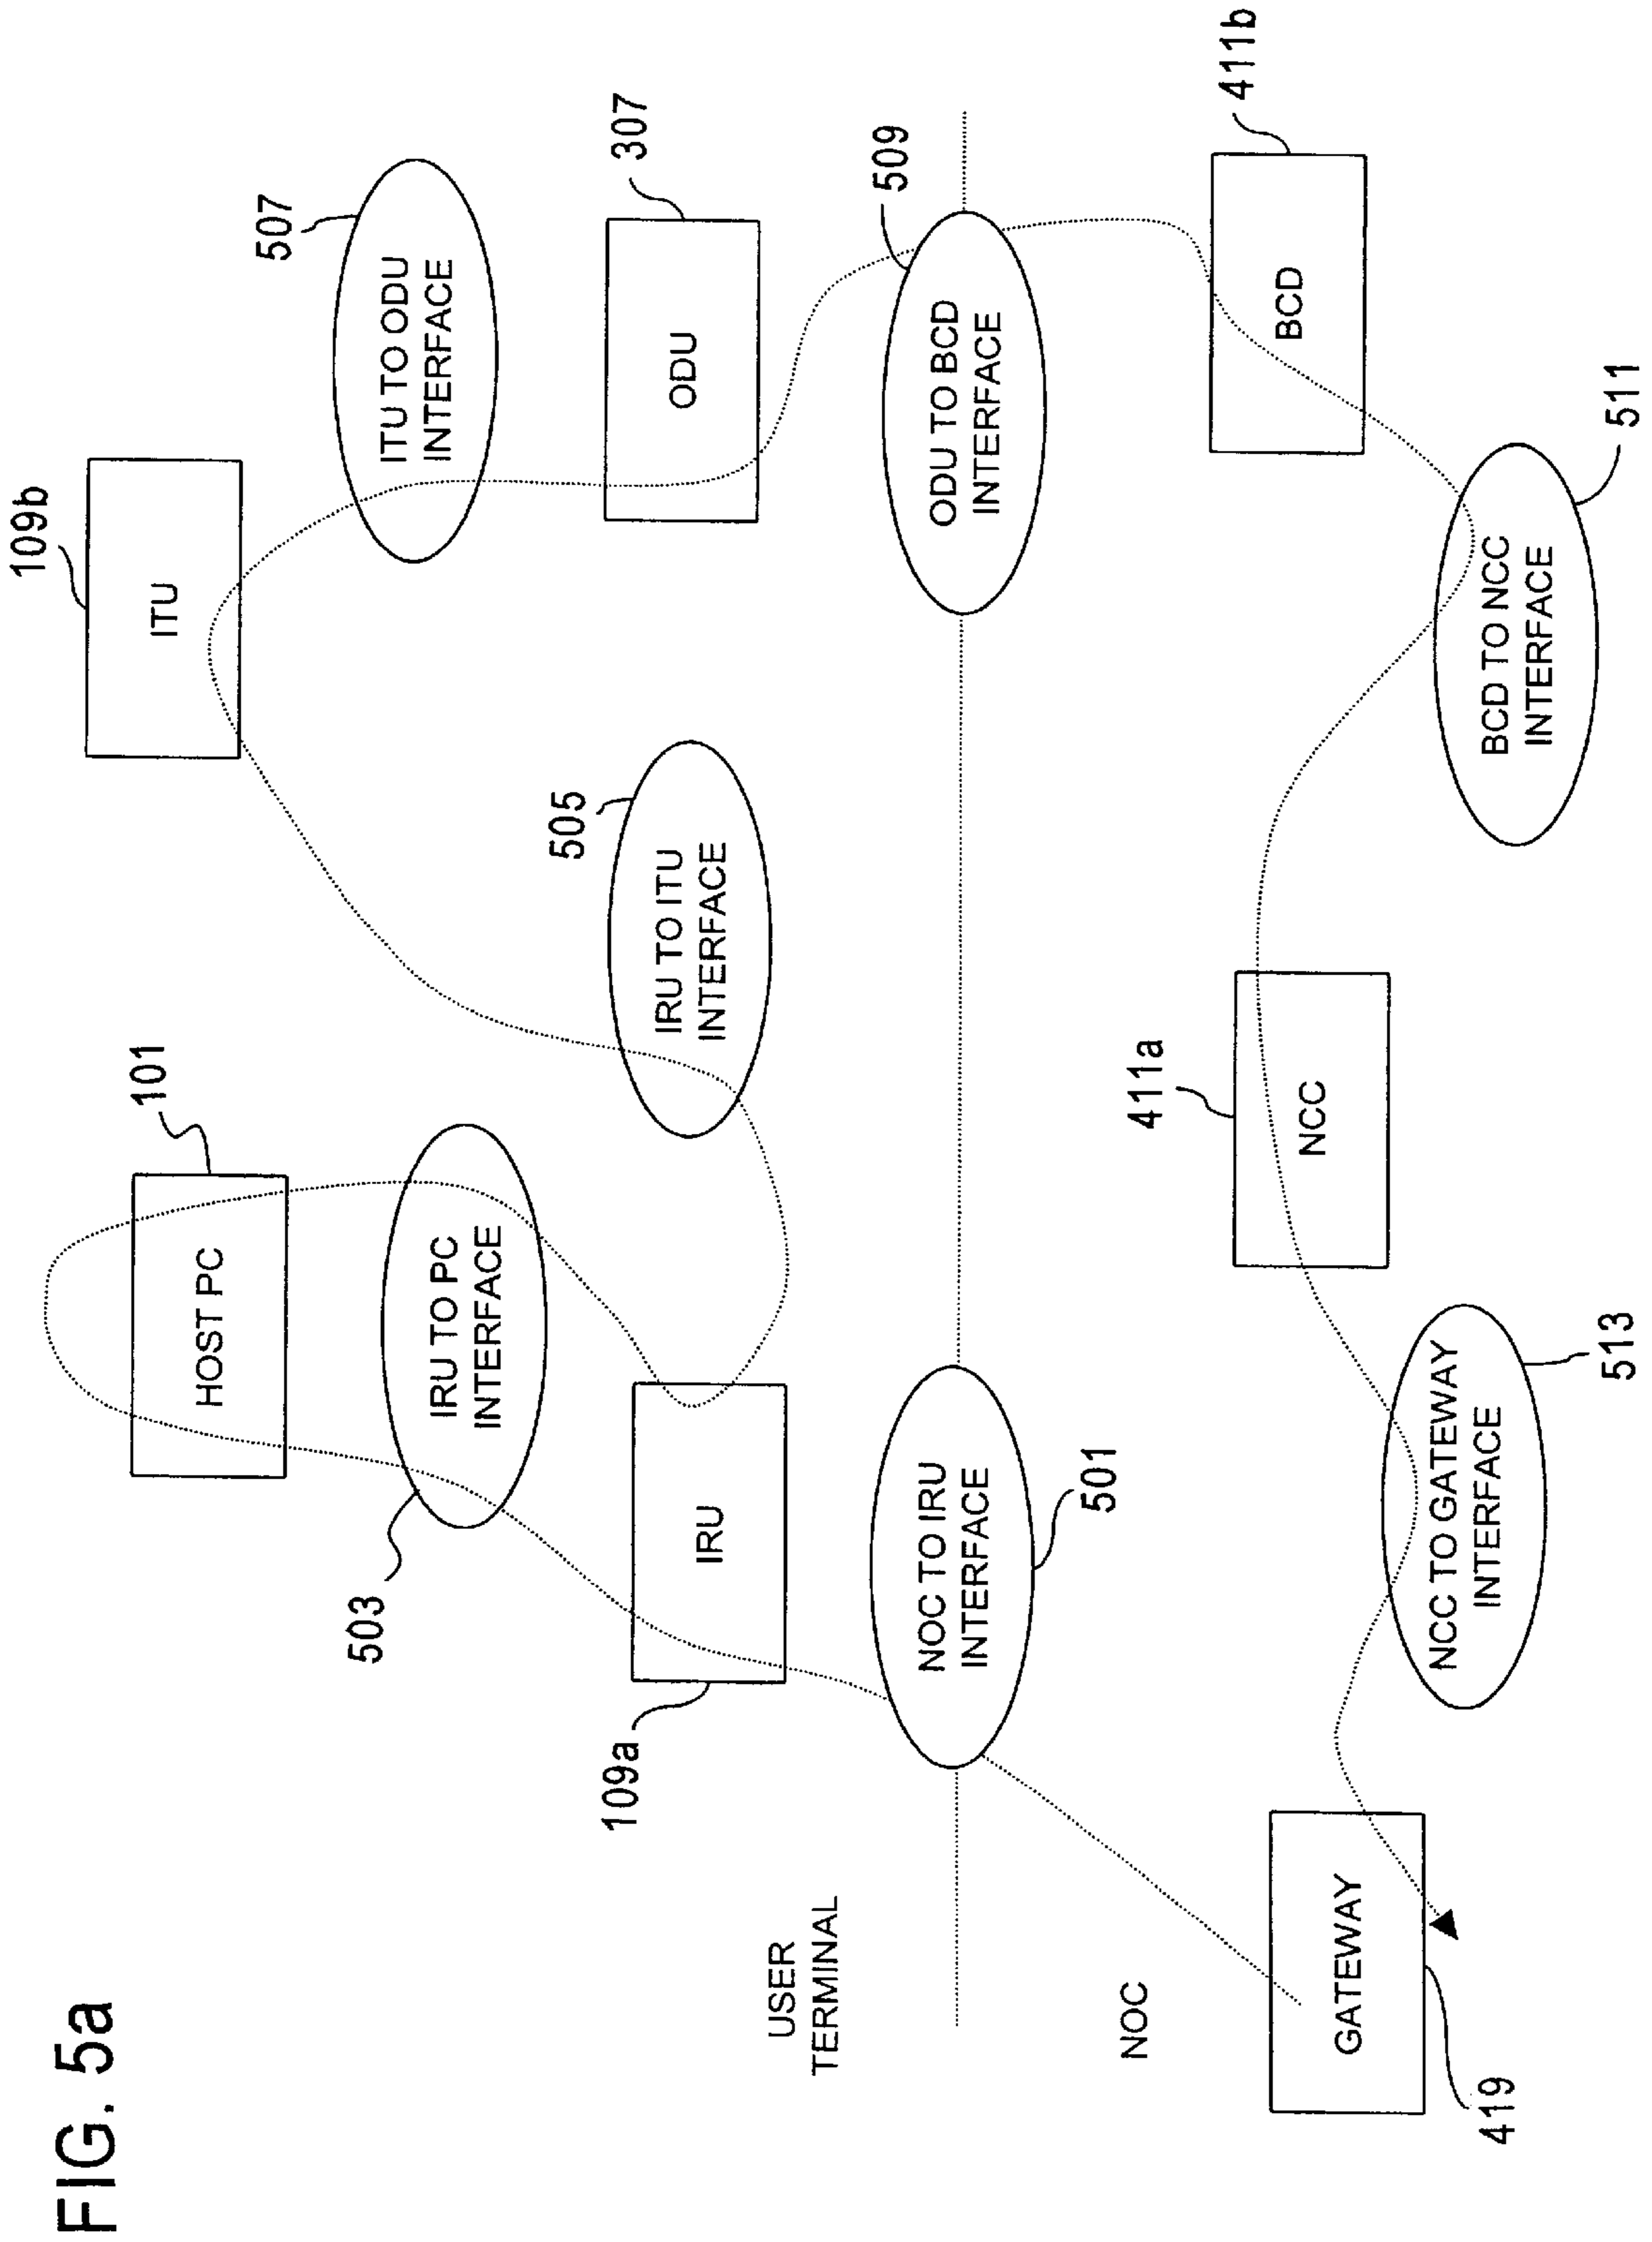 FIG. 5a
109b
ITU
507
ITU TO ODU
INTERFACE
101
HOST PC
505
IRU TO ITU
INTERFACE
307
ODU
503
IRU TO PC
INTERFACE
109a
IRU
509
ODU TO BCD
INTERFACE
USER
TERMINAL
NOC TO IRU
INTERFACE
501
NOC
411a
NCC
411b
BCD
GATEWAY
419
NCC TO GATEWAY
INTERFACE
513
BCD TO NCC
INTERFACE
511